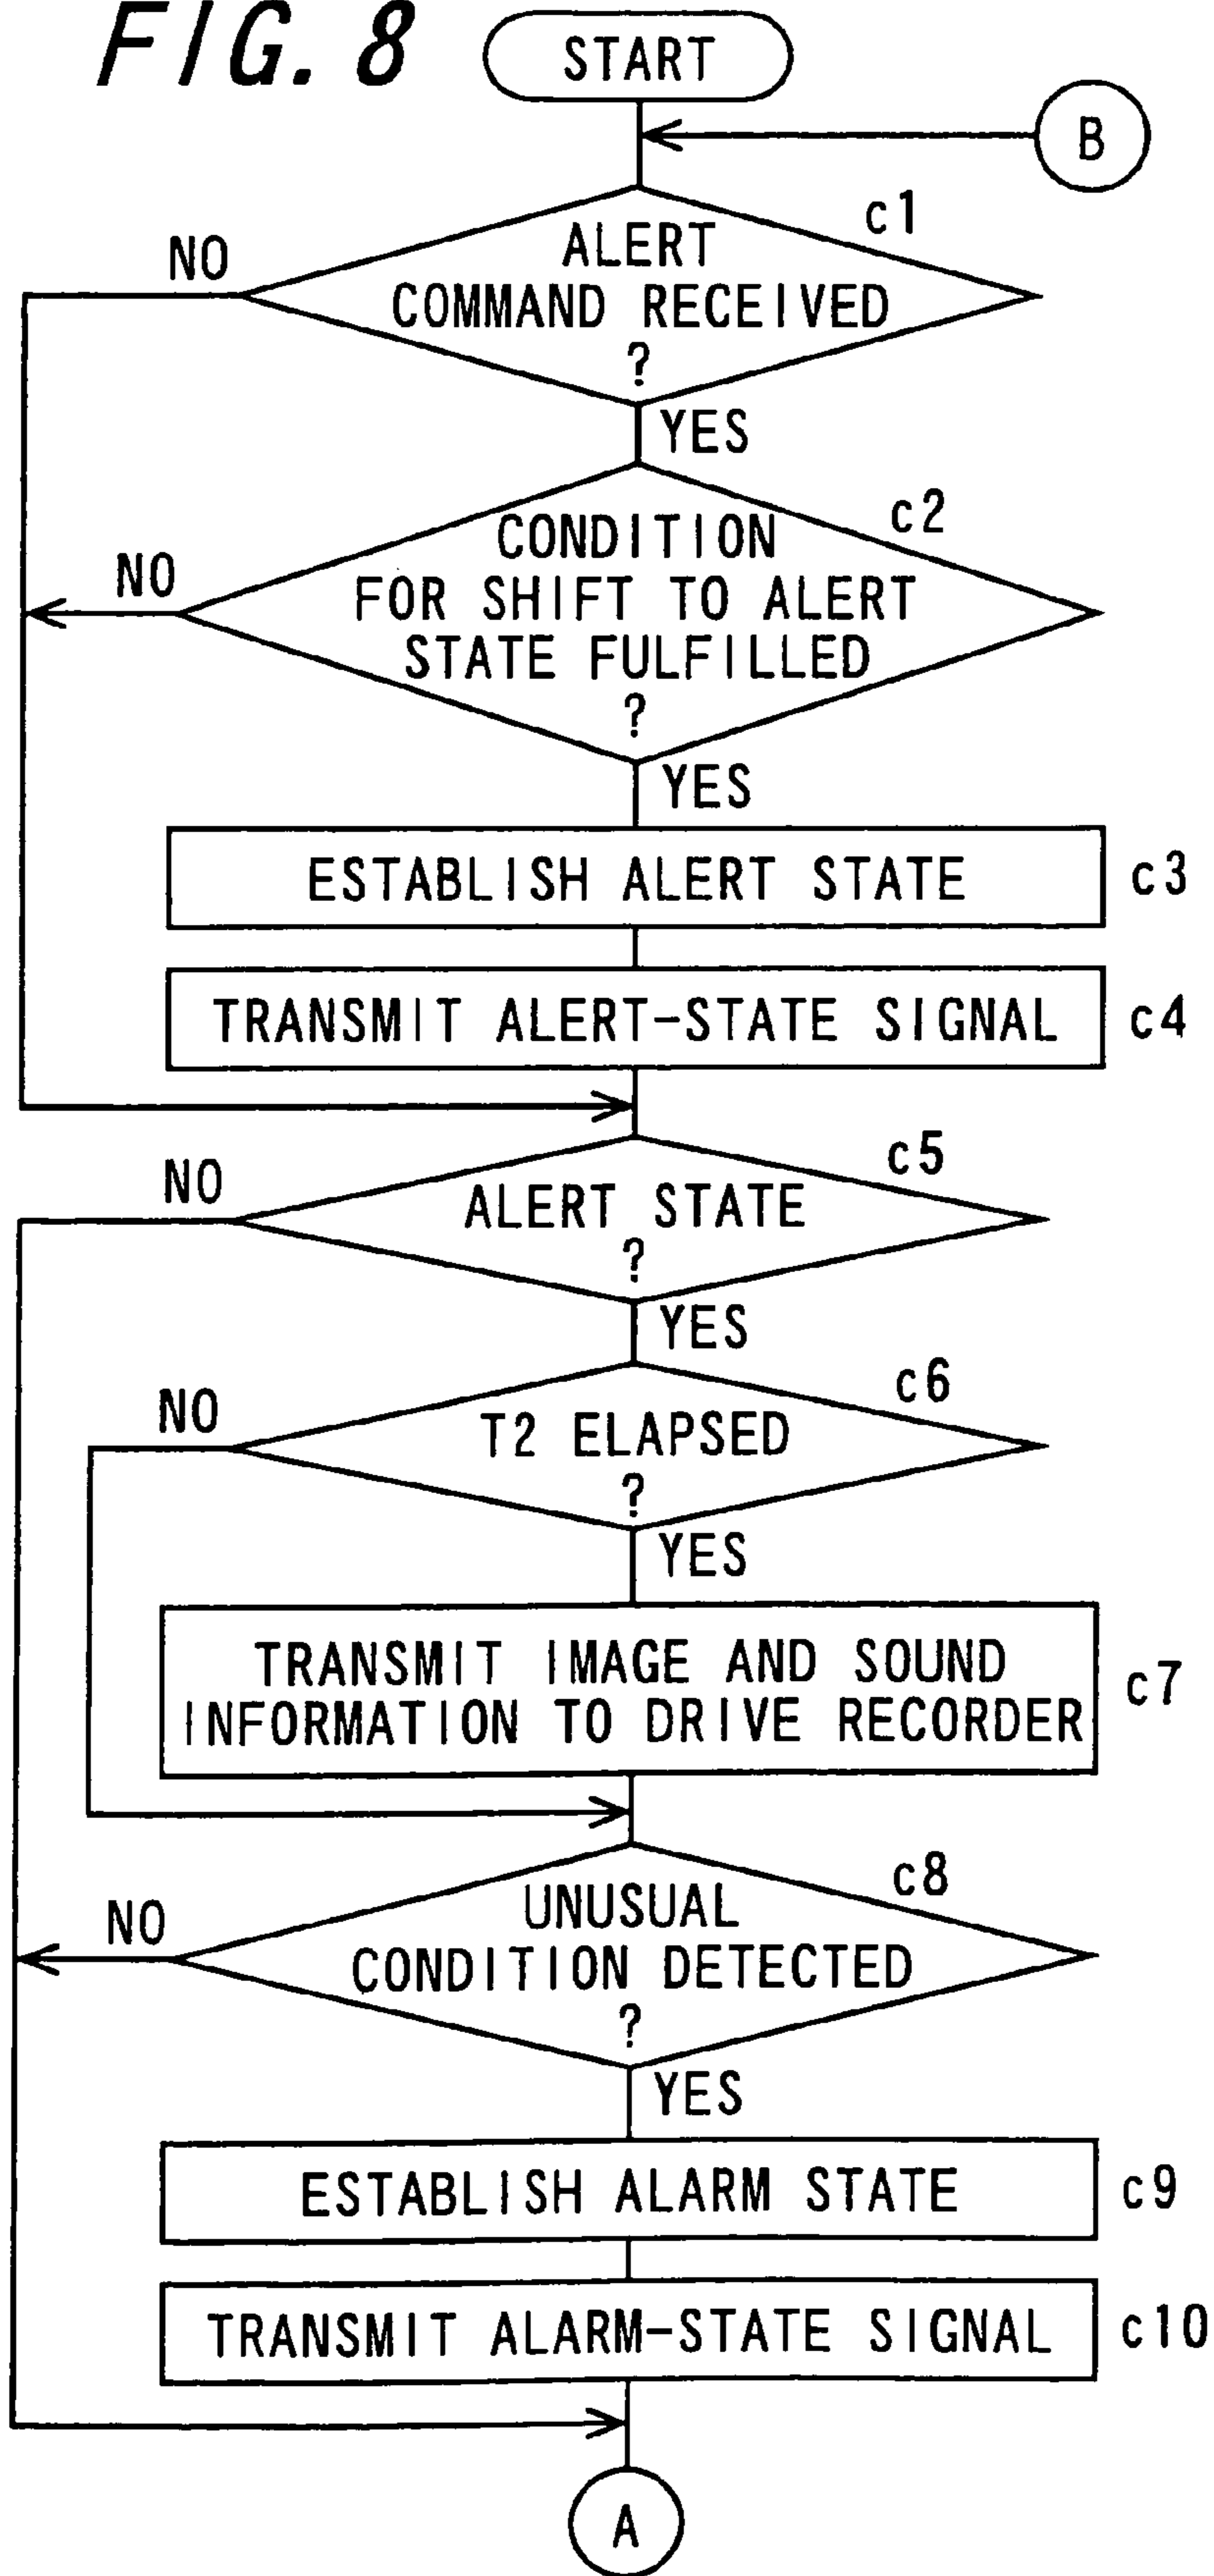 FIG. 8
START
B
c1
NO
ALERT
COMMAND RECEIVED
?
YES
c2
NO
CONDITION
FOR SHIFT TO ALERT
STATE FULFILLED
?
YES
ESTABLISH ALERT STATE
c3
TRANSMIT ALERT-STATE SIGNAL
c4
c5
NO
ALERT STATE
?
YES
c6
NO
T2 ELAPSED
?
YES
TRANSMIT IMAGE AND SOUND
INFORMATION TO DRIVE RECORDER
c7
c8
NO
UNUSUAL
CONDITION DETECTED
?
YES
ESTABLISH ALARM STATE
c9
TRANSMIT ALARM-STATE SIGNAL
c10
A